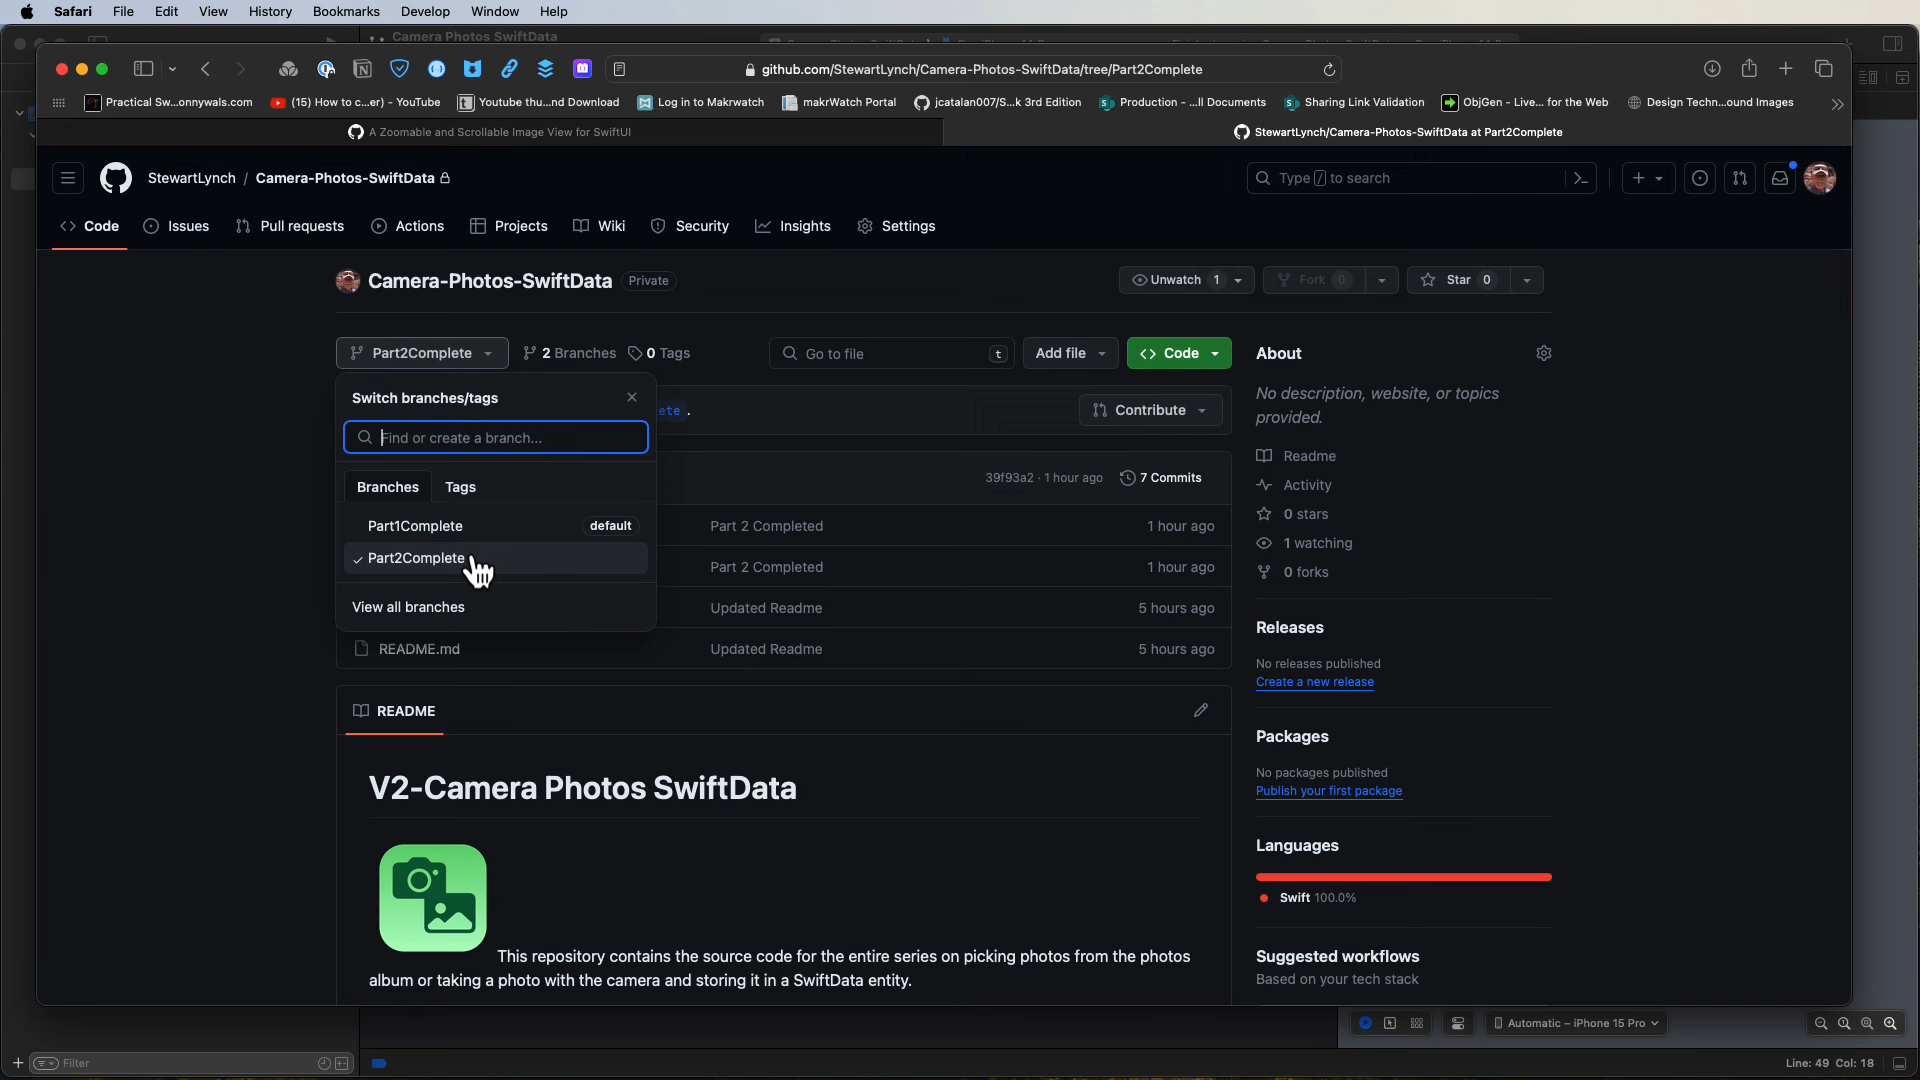 Safari File Edit View History Bookmarks Develop Window Help
Camera Photos SwiftData
github.com/StewartLynch/Camera-Photos-SwiftData/tree/Part2Complete
Practical Sw...onnywals.com (15) How to c...er) - YouTube Youtube thu...nd Download Log in to Makrwatch makrWatch Portal jcatalan007/S...k 3rd Edition Production - ...ll Documents Sharing Link Validation ObjGen - Live... for the Web Design Techn...ound Images
A Zoomable and Scrollable Image View for SwiftUI StewartLynch/Camera-Photos-SwiftData at Part2Complete
StewartLynch / Camera-Photos-SwiftData Type / to search
Code Issues Pull requests Actions Projects Wiki Security Insights Settings
Camera-Photos-SwiftData Private Unwatch 1 Fork 0 Star 0
Part2Complete 2 Branches 0 Tags Go to file t Add file <> Code About
Switch branches/tags
No description, website, or topics
provided.
ete . Contribute
Find or create a branch...
Readme
39f93a2 · 1 hour ago 7 Commits
Branches Tags
Activity
Part1Complete default Part 2 Completed 1 hour ago
0 stars
1 watching
Part2Complete Part 2 Completed 1 hour ago
0 forks
View all branches Updated Readme 5 hours ago
Releases
README.md Updated Readme 5 hours ago
No releases published
Create a new release
README
Packages
No packages published
Publish your first package
V2-Camera Photos SwiftData
Languages
Swift 100.0%
This repository contains the source code for the entire series on picking photos from the photos
album or taking a photo with the camera and storing it in a SwiftData entity.
Suggested workflows
Based on your tech stack
Automatic – iPhone 15 Pro
Filter Line: 49 Col: 18